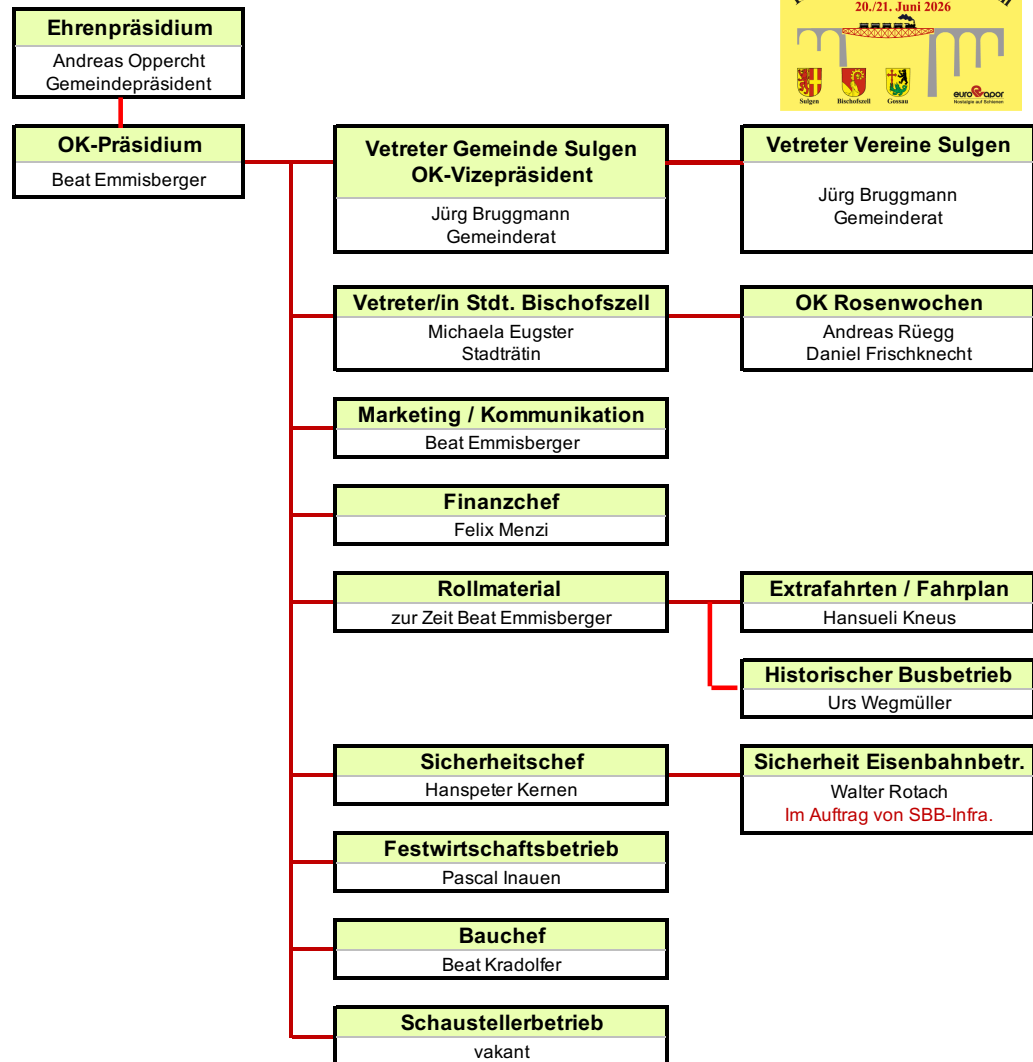 20./21. Juni 2026
Sulgen
Bischofszell
Gossau
Nostalgie auf Schienen
Ehrenpräsidium
Andreas Oppercht
Gemeindepräsident
OK-Präsidium
Beat Emmisberger
Vetreter Gemeinde Sulgen
OK-Vizepräsident
Jürg Bruggmann
Gemeinderat
Vetreter Vereine Sulgen
Jürg Bruggmann
Gemeinderat
Vetreter/in Stdt. Bischofszell
Michaela Eugster
Stadträtin
OK Rosenwochen
Andreas Rüegg
Daniel Frischknecht
Marketing / Kommunikation
Beat Emmisberger
Finanzchef
Felix Menzi
Rollmaterial
zur Zeit Beat Emmisberger
Extrafahrten / Fahrplan
Hansueli Kneus
Historischer Busbetrieb
Urs Wegmüller
Sicherheitschef
Hanspeter Kernen
Sicherheit Eisenbahnbetr.
Walter Rotach
Im Auftrag von SBB-Infra.
Festwirtschaftsbetrieb
Pascal Inauen
Bauchef
Beat Kradolfer
Schaustellerbetrieb
vakant